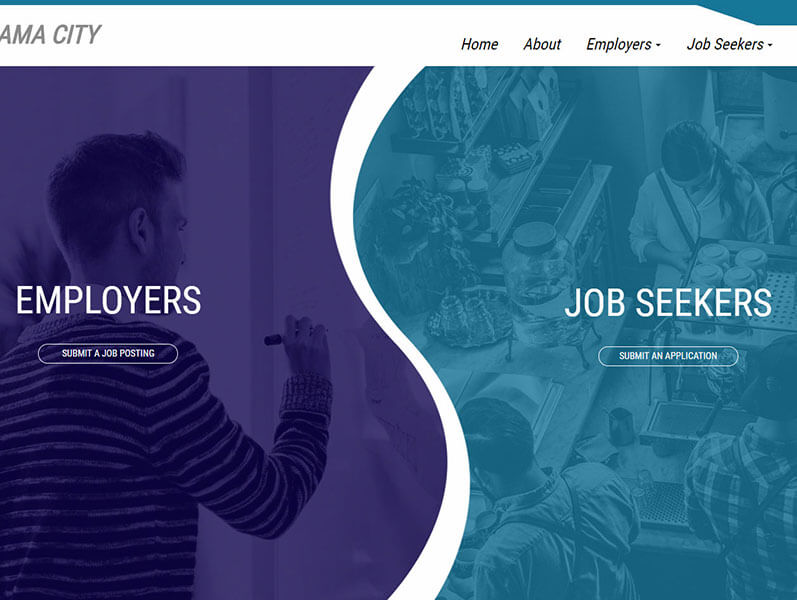 AMA CITY
Home About Employers Job Seekers
EMPLOYERS
SUBMIT A JOB POSTING
JOB SEEKERS
SUBMIT AN APPLICATION